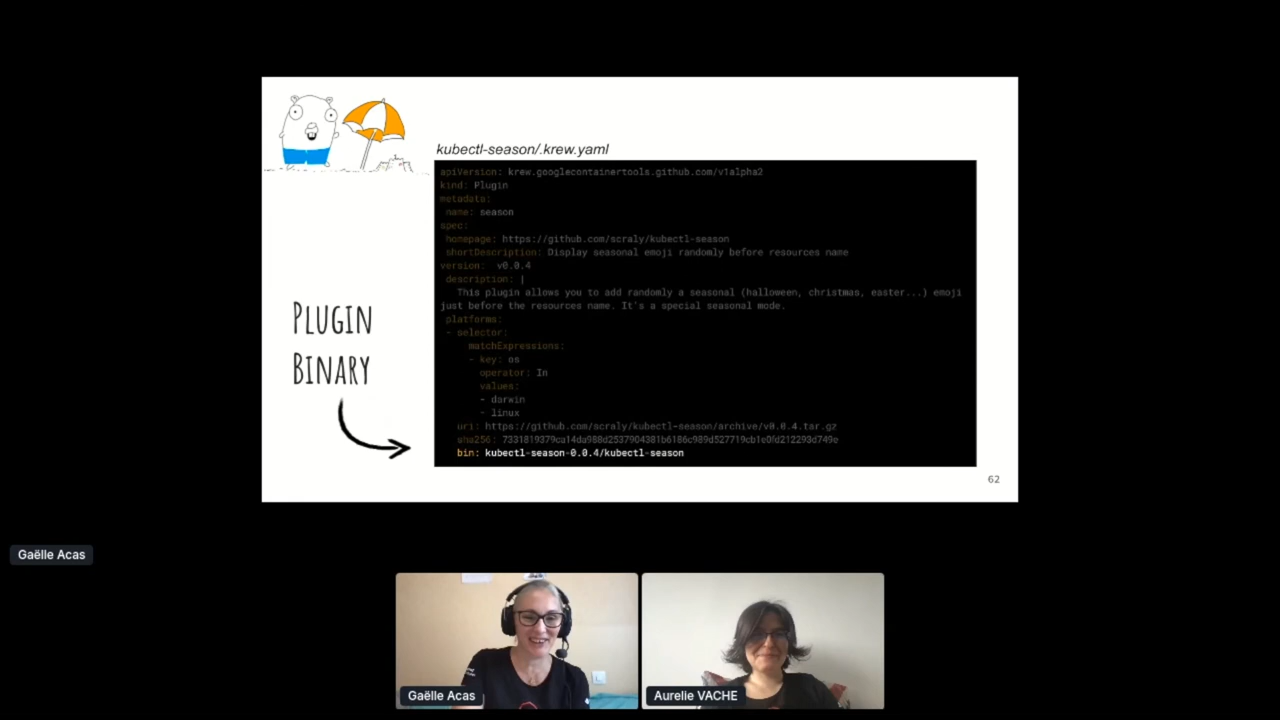 kubectl-season/.krew.yaml
apiVersion: krew.googlecontainertools.github.com/v1alpha2
kind: Plugin
metadata:
name: season
spec:
homepage: https://github.com/scraly/kubectl-season
shortDescription: Display seasonal emoji randomly before resources name
version: v0.0.4
description: |
This plugin allows you to add randomly a seasonal (halloween, christmas, easter...) emoji
just before the resources name. It's a special seasonal mode.
platforms:
- selector:
matchExpressions:
- key: os
operator: In
values:
- darwin
- linux
uri: https://github.com/scraly/kubectl-season/archive/v0.0.4.tar.gz
sha256:
bin: kubectl-season-0.0.4/kubectl-season
PLUGIN
BINARY
62
Gaëlle Acas
Gaëlle Acas
Aurelie VACHE